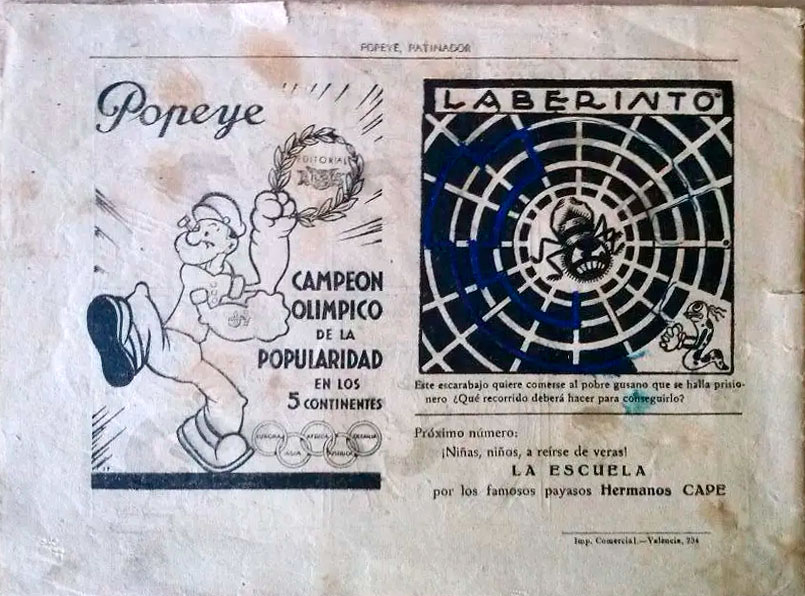 POPEYE, PATINADOR
Popeye
EDITORIAL
CAMPEON
OLIMPICO
DE LA
POPULARIDAD
EN LOS
5 CONTINENTES
EUROPA
AFRICA
OCEANIA
ASIA
AMERICA
LABERINTO
Este escarabajo quiere comerse al pobre gusano que se halla prisio-
nero ¿Qué recorrido deberá hacer para conseguirlo?
Próximo número:
¡Niñas, niños, a reirse de veras!
LA ESCUELA
por los famosos payasos Hermanos CAPE
Imp. Comercial.—Valencia, 234